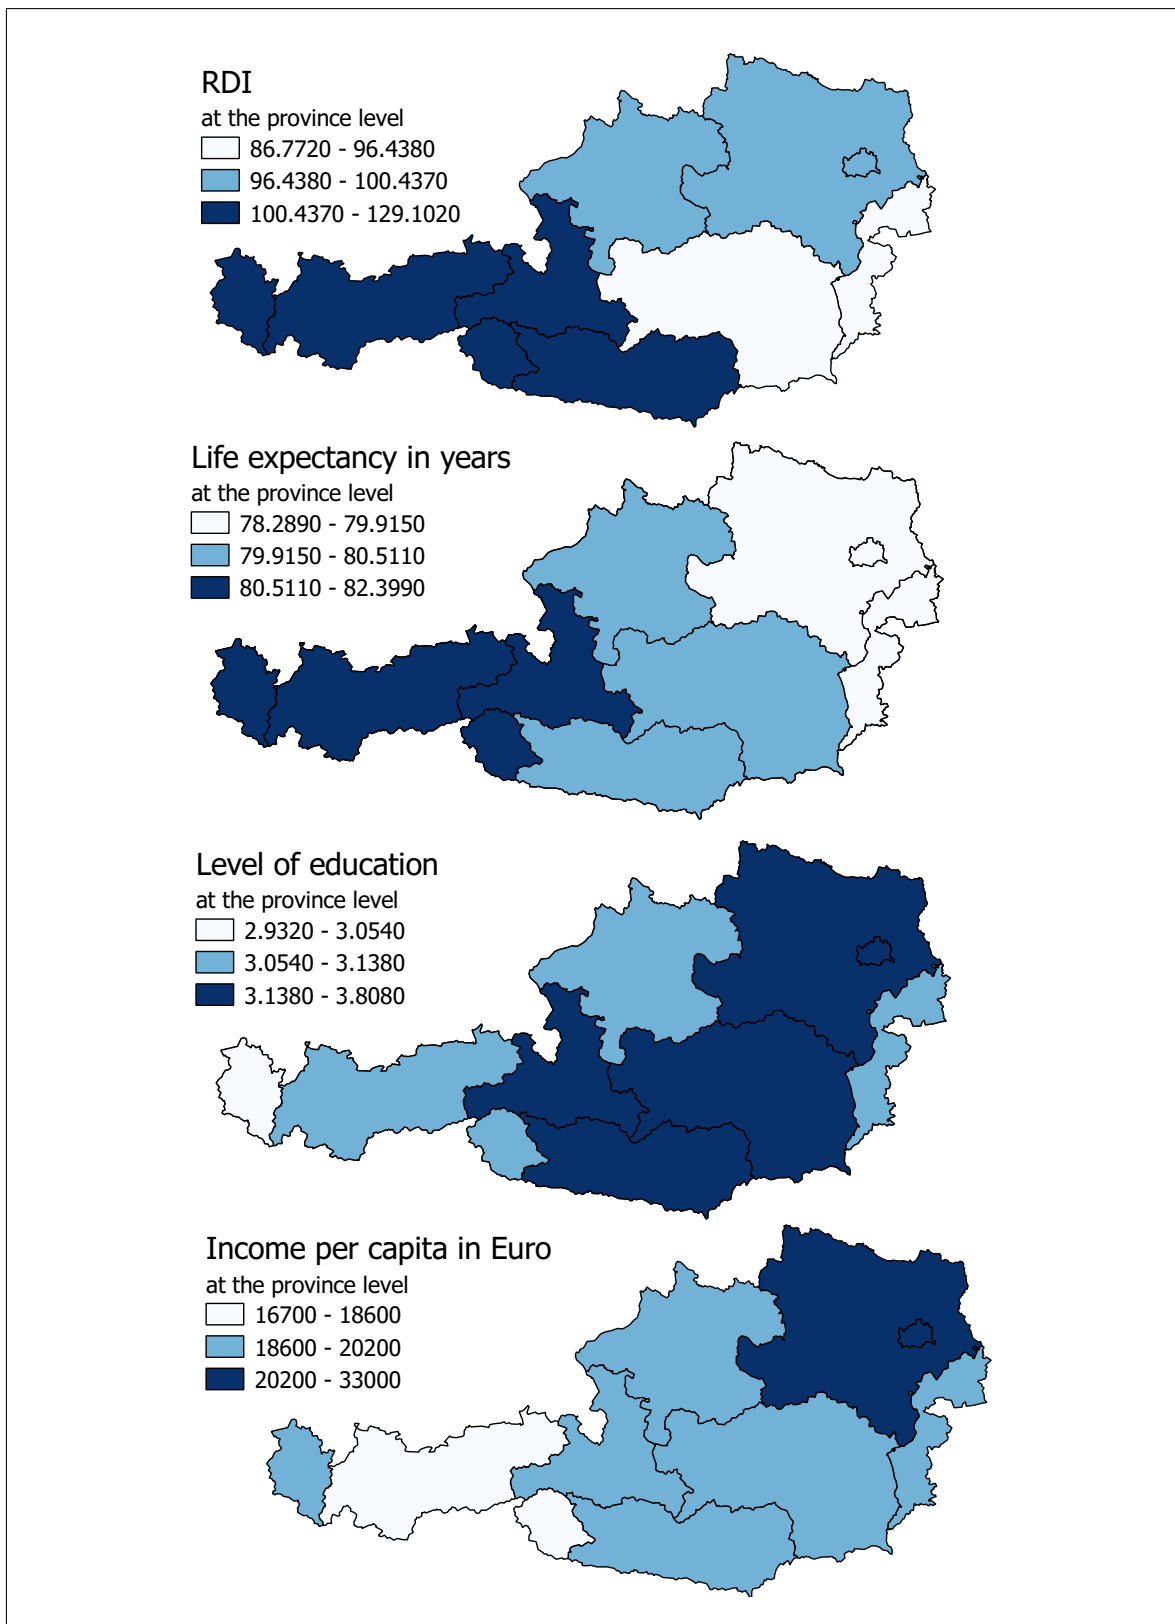 RDI
at the province level
86.7720 - 96.4380
96.4380 - 100.4370
100.4370 - 129.1020
Life expectancy in years
at the province level
78.2890 - 79.9150
79.9150 - 80.5110
80.5110 - 82.3990
Level of education
at the province level
2.9320 - 3.0540
3.0540 - 3.1380
3.1380 - 3.8080
Income per capita in Euro
at the province level
16700 - 18600
18600 - 20200
20200 - 33000